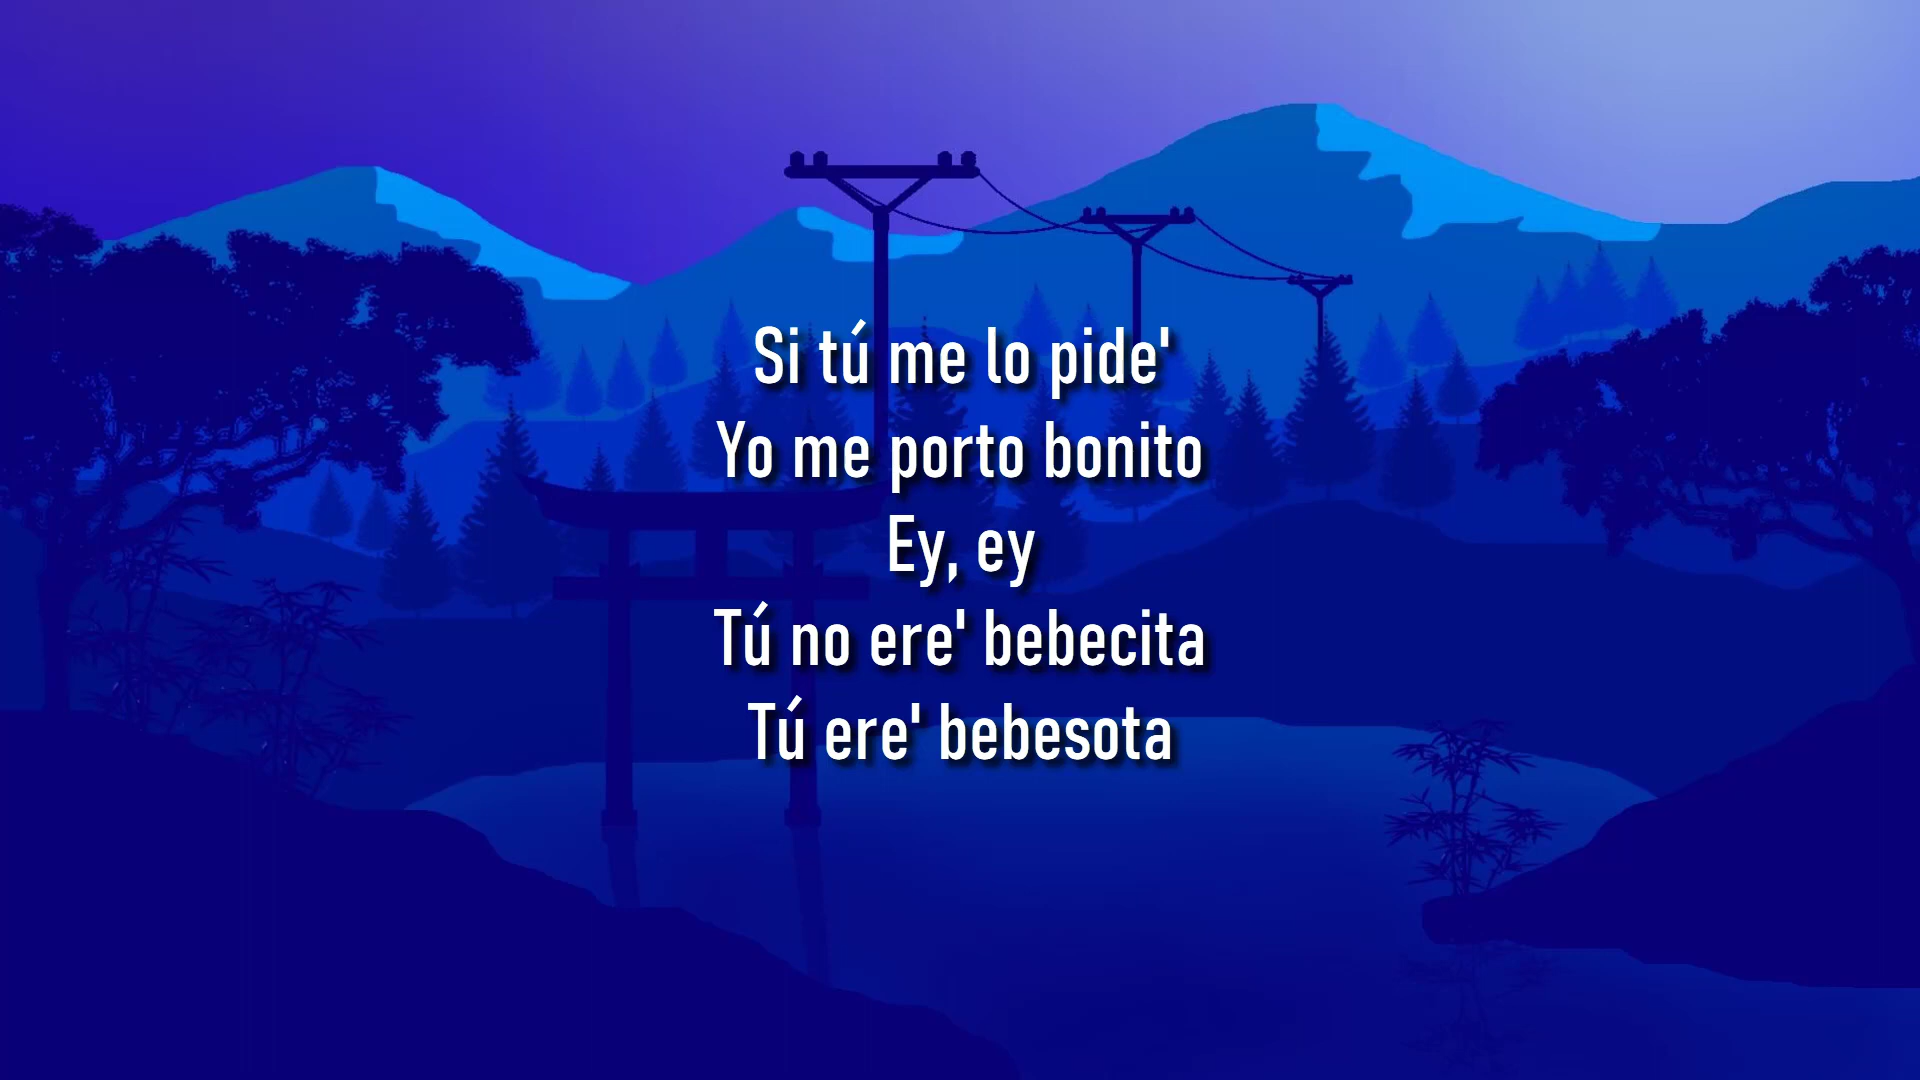 Si tú me lo pide'
Yo me porto bonito
Ey, ey
Tú no ere' bebecita
Tú ere' bebesota